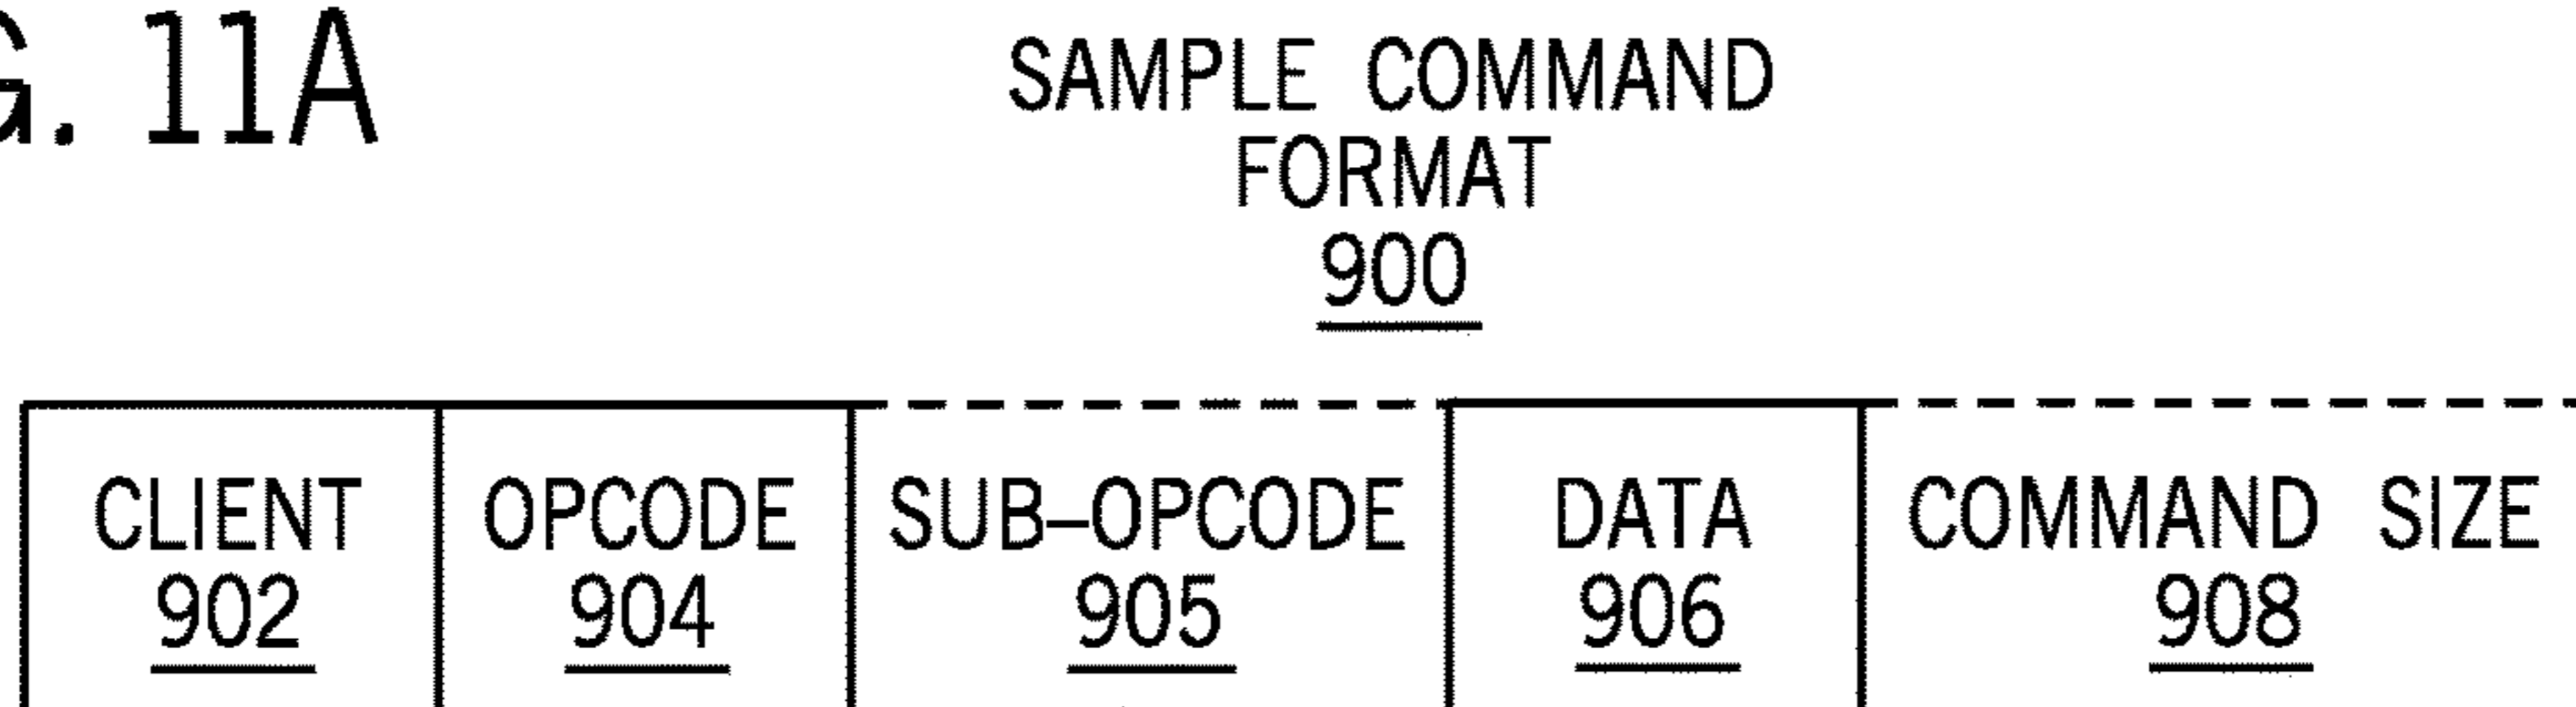 G. 11A
SAMPLE COMMAND
FORMAT
900
CLIENT OPCODE SUB-OPCODE DATA COMMAND SIZE
902 904 905 906 908